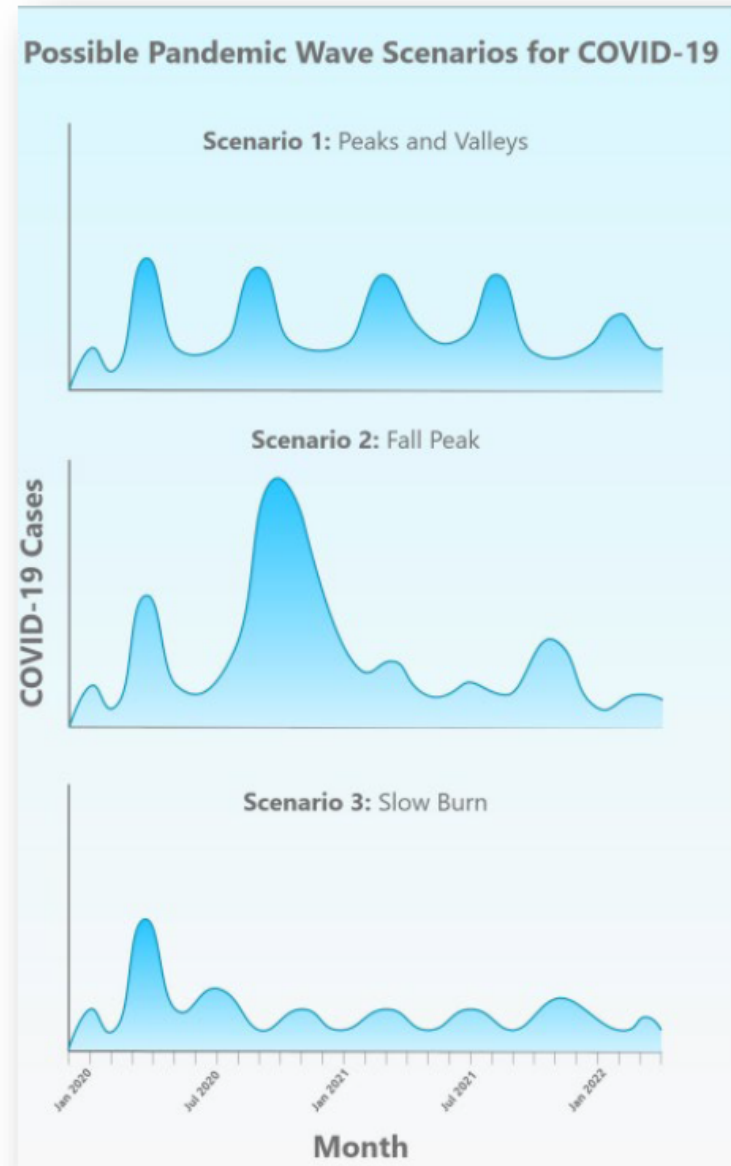 Possible Pandemic Wave Scenarios for COVID-19
Scenario 1: Peaks and Valleys
Scenario 2: Fall Peak
COVID-19 Cases
Scenario 3: Slow Burn
Jan 2020
Jul 2020
Jan 2021
Jul 2021
Jan 2022
Month